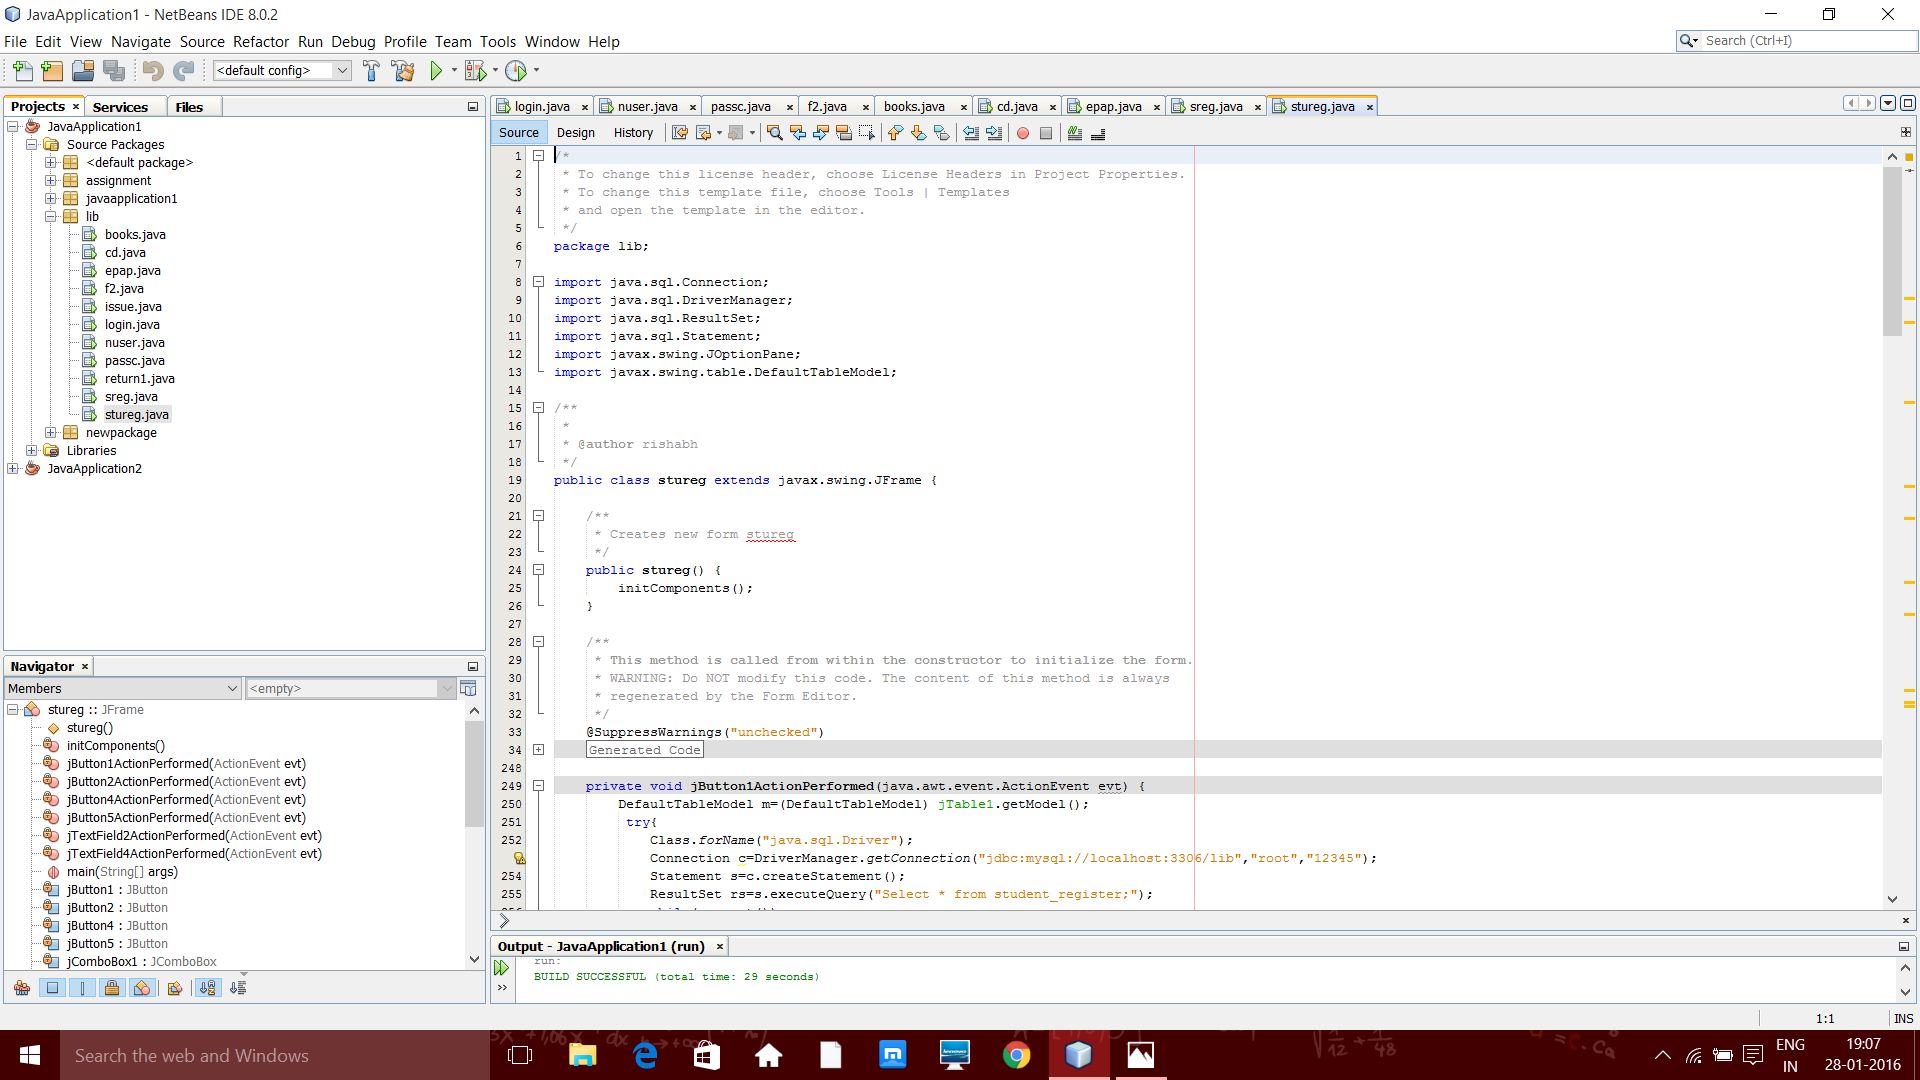 JavaApplication1 - NetBeans IDE 8.0.2
File Edit View Navigate Source Refactor Run Debug Profile Team Tools Window Help
Search (Ctrl+I)
<default config>
Projects
Services
Files
JavaApplication1
Source Packages
<default package>
assignment
javaapplication1
lib
books.java
cd.java
epap.java
f2.java
issue.java
login.java
nuser.java
passc.java
return1.java
sreg.java
stureg.java
newpackage
Libraries
JavaApplication2
Navigator
Members
<empty>
stureg :: JFrame
stureg()
initComponents()
jButton1ActionPerformed(ActionEvent evt)
jButton2ActionPerformed(ActionEvent evt)
jButton4ActionPerformed(ActionEvent evt)
jButton5ActionPerformed(ActionEvent evt)
jTextField2ActionPerformed(ActionEvent evt)
jTextField4ActionPerformed(ActionEvent evt)
main(String[] args)
jButton1 : JButton
jButton2 : JButton
jButton4 : JButton
jButton5 : JButton
jComboBox1 : JComboBox
login.java nuser.java passc.java f2.java books.java cd.java epap.java sreg.java stureg.java
Source Design History
1 /*
2 * To change this license header, choose License Headers in Project Properties.
3 * To change this template file, choose Tools | Templates
4 * and open the template in the editor.
5 */
6 package lib;
7
8 import java.sql.Connection;
9 import java.sql.DriverManager;
10 import java.sql.ResultSet;
11 import java.sql.Statement;
12 import javax.swing.JOptionPane;
13 import javax.swing.table.DefaultTableModel;
14
15 /**
16 *
17 * @author rishabh
18 */
19 public class stureg extends javax.swing.JFrame {
20
21 /**
22 * Creates new form stureg
23 */
24 public stureg() {
25 initComponents();
26 }
27
28 /**
29 * This method is called from within the constructor to initialize the form.
30 * WARNING: Do NOT modify this code. The content of this method is always
31 * regenerated by the Form Editor.
32 */
33 @SuppressWarnings("unchecked")
34 Generated Code
248
249 private void jButton1ActionPerformed(java.awt.event.ActionEvent evt) {
250 DefaultTableModel m=(DefaultTableModel) jTable1.getModel();
251 try{
252 Class.forName("java.sql.Driver");
Connection c=DriverManager.getConnection("jdbc:mysql://localhost:3306/lib","root","12345");
254 Statement s=c.createStatement();
255 ResultSet rs=s.executeQuery("Select * from student_register;");
Output - JavaApplication1 (run)
run:
BUILD SUCCESSFUL (total time: 29 seconds)
1:1 INS
Search the web and Windows
ENG
IN
19:07
28-01-2016